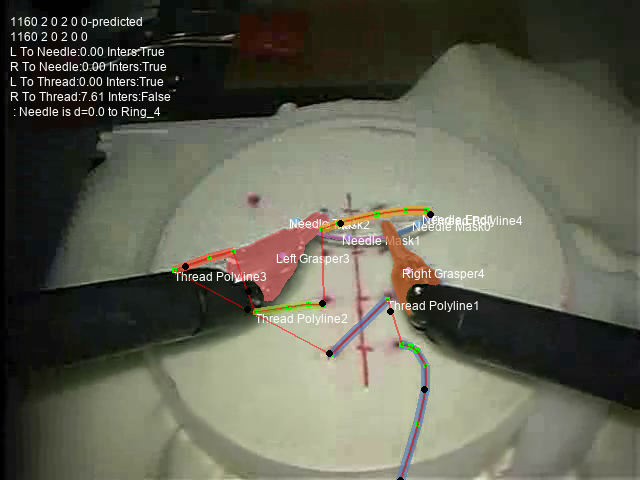 1160 2 0 2 0 0-predicted
1160 2 0 2 0 0
L To Needle:0.00 Inters:True
R To Needle:0.00 Inters:True
L To Thread:0.00 Inters:True
R To Thread:7.61 Inters:False
: Needle is d=0.0 to Ring_4
Needle Mask2
Needle Mask0
Needle Mask1
Left Grasper3
Right Grasper4
Thread Polyline3
Thread Polyline1
Thread Polyline2